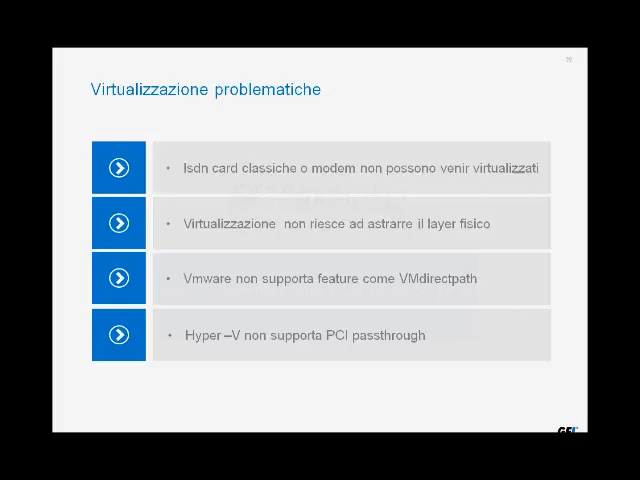 Virtualizzazione problematiche
• Isdn card classiche o modem non possono venir virtualizzati
• Virtualizzazione non riesce ad astrarre il layer fisico
• Vmware non supporta feature come VMdirectpath
• Hyper –V non supporta PCI passthrough
GFI